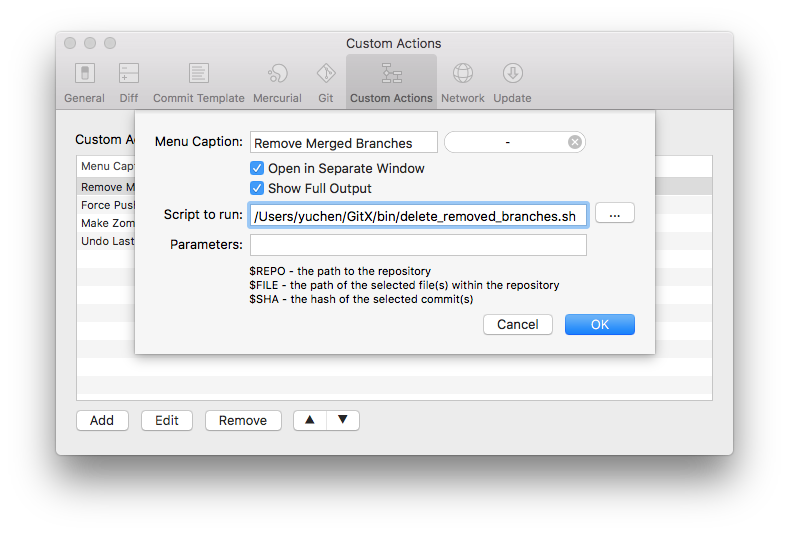 Custom Actions
General Diff Commit Template Mercurial Git Custom Actions Network Update
Custom A
Menu Cap
Remove M
Force Pus
Make Zom
Undo Last
Menu Caption: Remove Merged Branches -
Open in Separate Window
Show Full Output
Script to run: /Users/yuchen/GitX/bin/delete_removed_branches.sh ...
Parameters:
$REPO - the path to the repository
$FILE - the path of the selected file(s) within the repository
$SHA - the hash of the selected commit(s)
Cancel OK
Add Edit Remove ▲ ▼